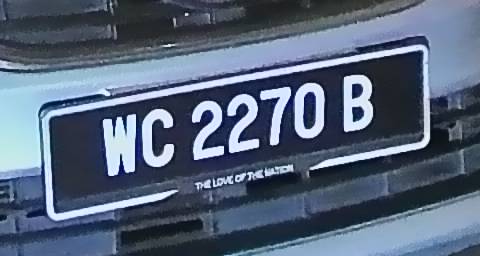 WC 2270 B
THE LOVE OF THE NATION